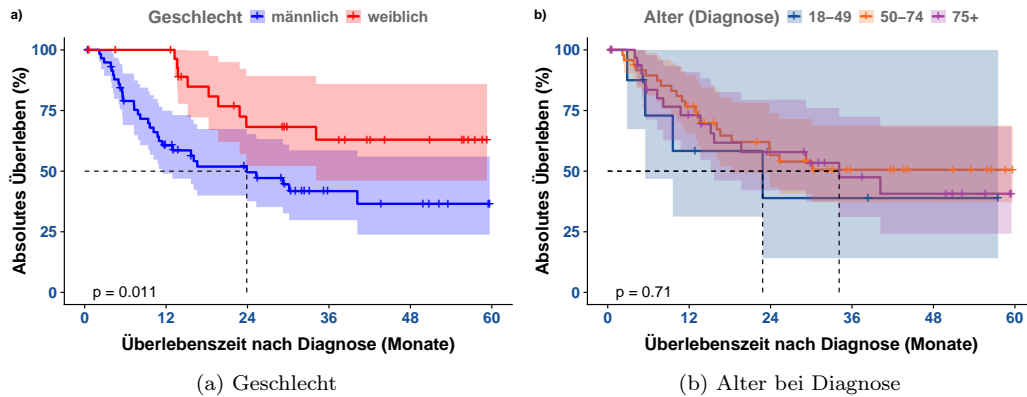 a)
Geschlecht männlich weiblich
Absolutes Überleben (%)
100
75
50
25
0
p = 0.011
0 12 24 36 48 60
Überlebenszeit nach Diagnose (Monate)
(a) Geschlecht
b)
Alter (Diagnose) 18–49 50–74 75+
Absolutes Überleben (%)
100
75
50
25
0
p = 0.71
0 12 24 36 48 60
Überlebenszeit nach Diagnose (Monate)
(b) Alter bei Diagnose